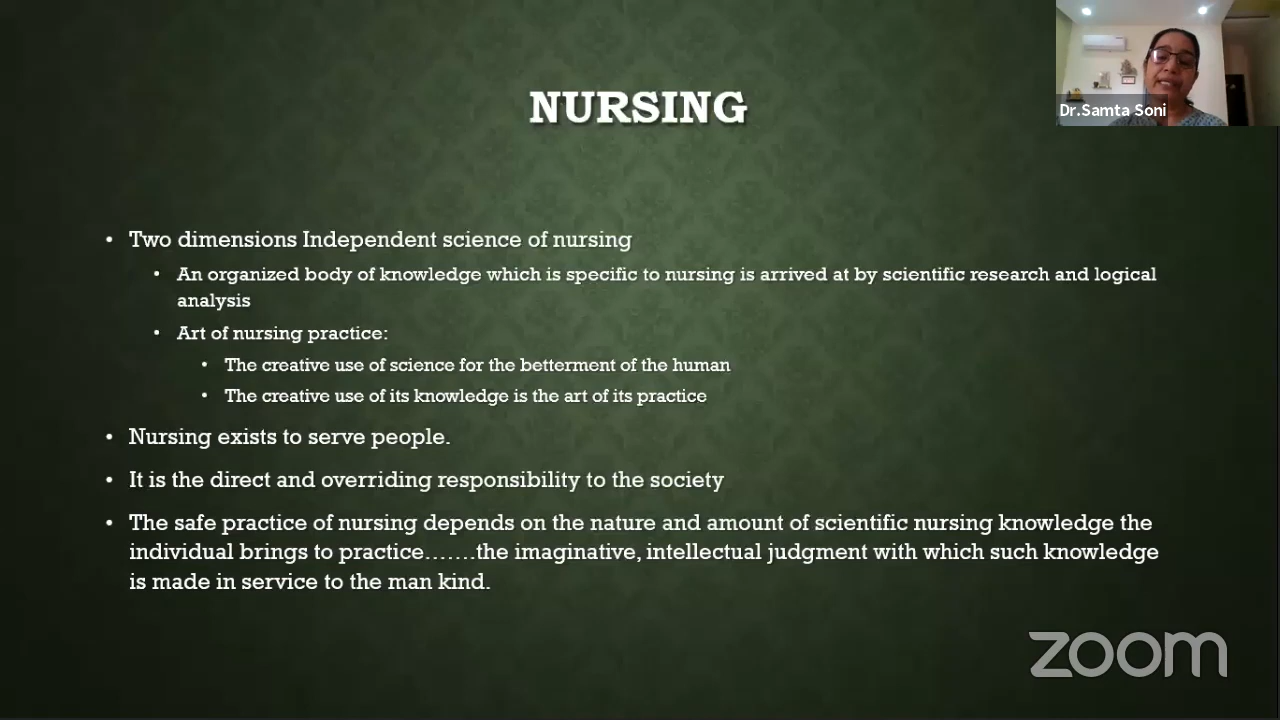 NURSING
Dr.Samta Soni
• Two dimensions Independent science of nursing
• An organized body of knowledge which is specific to nursing is arrived at by scientific research and logical
analysis
• Art of nursing practice:
• The creative use of science for the betterment of the human
• The creative use of its knowledge is the art of its practice
• Nursing exists to serve people.
• It is the direct and overriding responsibility to the society
• The safe practice of nursing depends on the nature and amount of scientific nursing knowledge the
individual brings to practice.......the imaginative, intellectual judgment with which such knowledge
is made in service to the man kind.
zoom